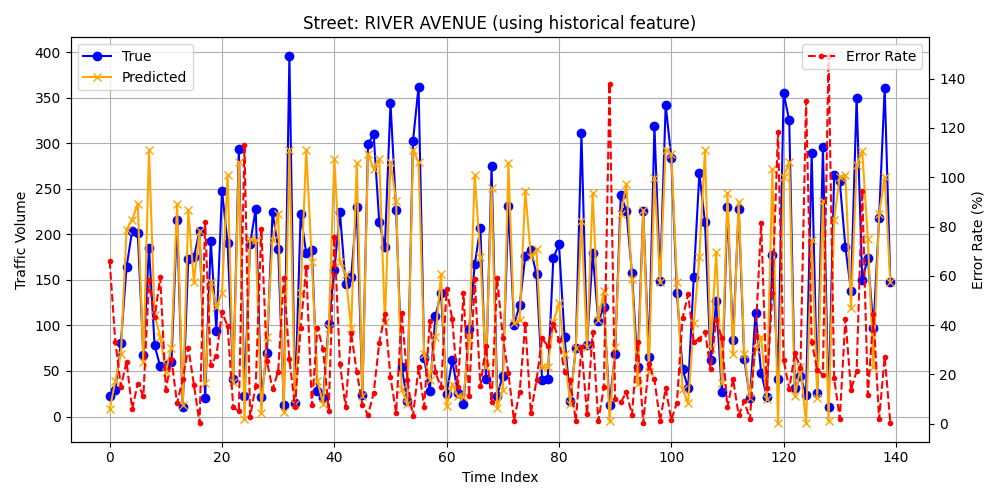 Street: RIVER AVENUE (using historical feature)
True
Predicted
Error Rate
Traffic Volume
400
350
300
250
200
150
100
50
0
140
120
100
80
60
40
20
0
Error Rate (%)
0 20 40 60 80 100 120 140
Time Index